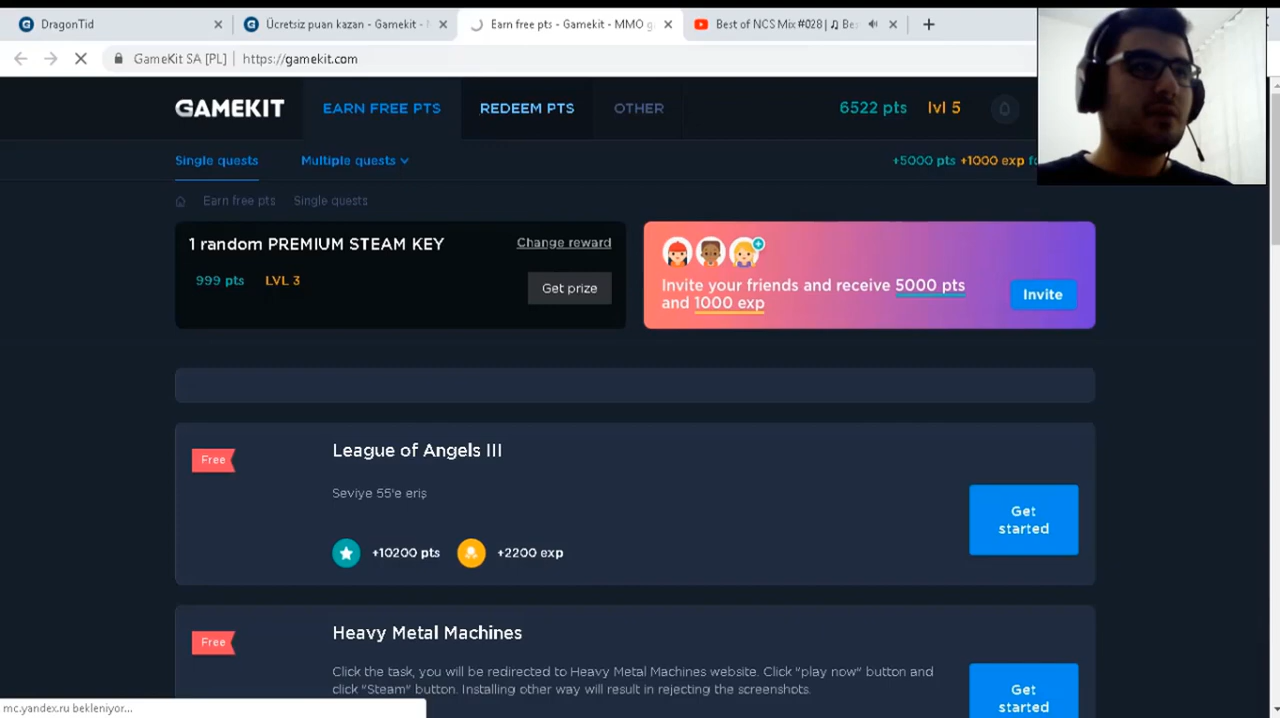 DragonTid
Ücretsiz puan kazan - Gamekit -
Earn free pts - Gamekit - MMO g
Best of NCS Mix #028 | ♫ Be
GameKit SA [PL] https://gamekit.com
GAMEKIT EARN FREE PTS REDEEM PTS OTHER 6522 pts lvl 5
Single quests Multiple quests +5000 pts +1000 exp
Earn free pts Single quests
1 random PREMIUM STEAM KEY Change reward
999 pts LVL 3
Get prize
Invite your friends and receive 5000 pts
and 1000 exp
Invite
Free
League of Angels III
Seviye 55'e eriş
+10200 pts +2200 exp
Get
started
Free
Heavy Metal Machines
Click the task, you will be redirected to Heavy Metal Machines website. Click "play now" button and
click "Steam" button. Installing other way will result in rejecting the screenshots.
Get
started
mc.yandex.ru bekleniyor...